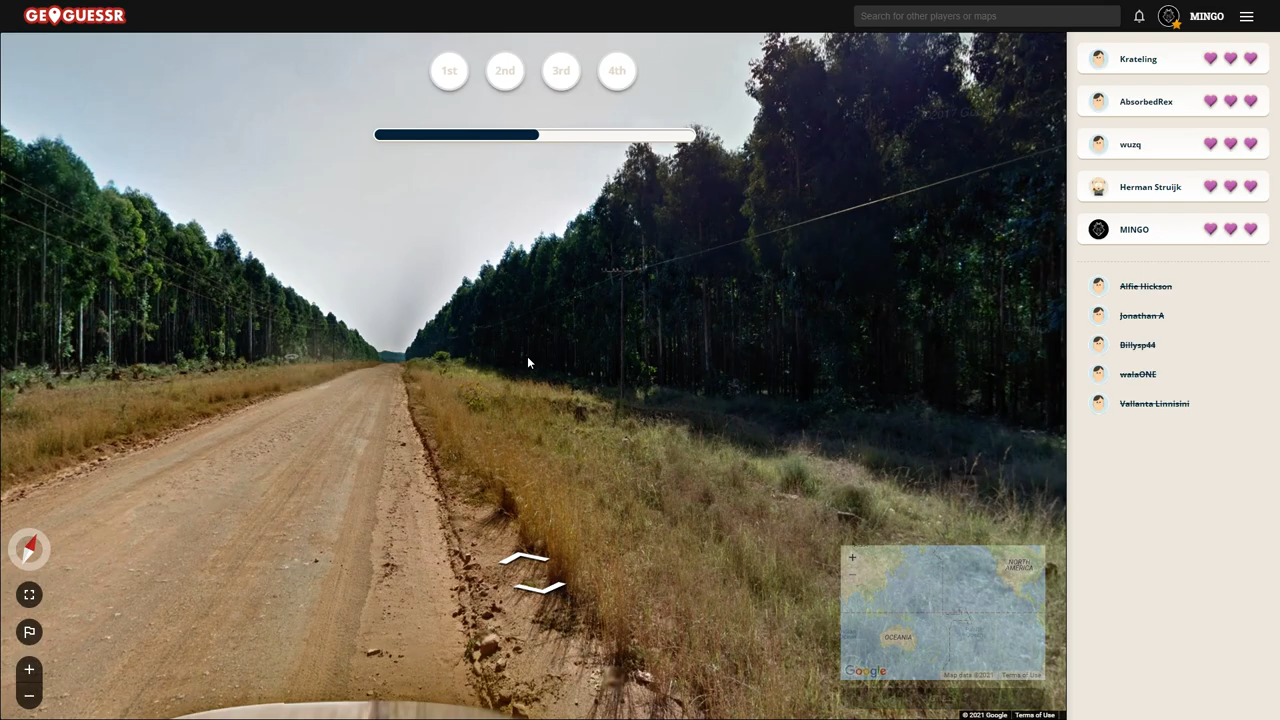 GEOGUESSR
Search for other players or maps
MINGO
1st
2nd
3rd
4th
© 2017 Google
Krateling
AbsorbedRex
wuzq
Herman Struijk
MINGO
Alfie Hickson
Jonathan A
Billysp44
walaONE
Vallanta Linnisini
NORTH
AMERICA
OCEANIA
Google
Map data ©2021
Terms of Use
© 2021 Google
Terms of Use